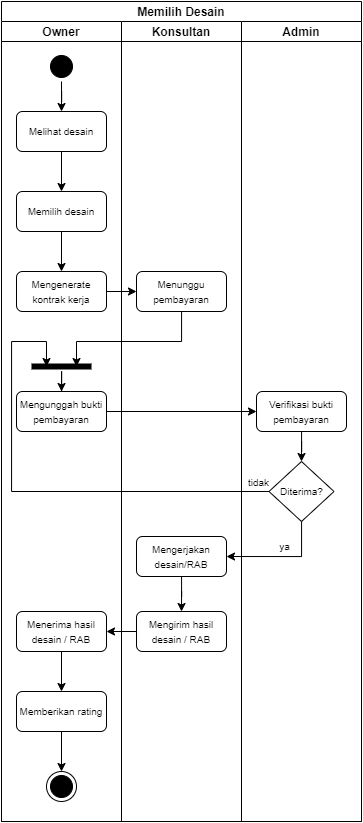 Memilih Desain
Owner
Konsultan
Admin
Melihat desain
Memilih desain
Mengenerate
kontrak kerja
Menunggu
pembayaran
Mengunggah bukti
pembayaran
Verifikasi bukti
pembayaran
tidak
Diterima?
ya
Mengerjakan
desain/RAB
Menerima hasil
desain / RAB
Mengirim hasil
desain / RAB
Memberikan rating